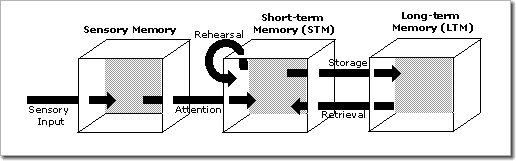 Sensory Memory
Rehearsal
Short-term
Memory (STM)
Long-term
Memory (LTM)
Storage
Sensory
Input
Attention
Retrieval